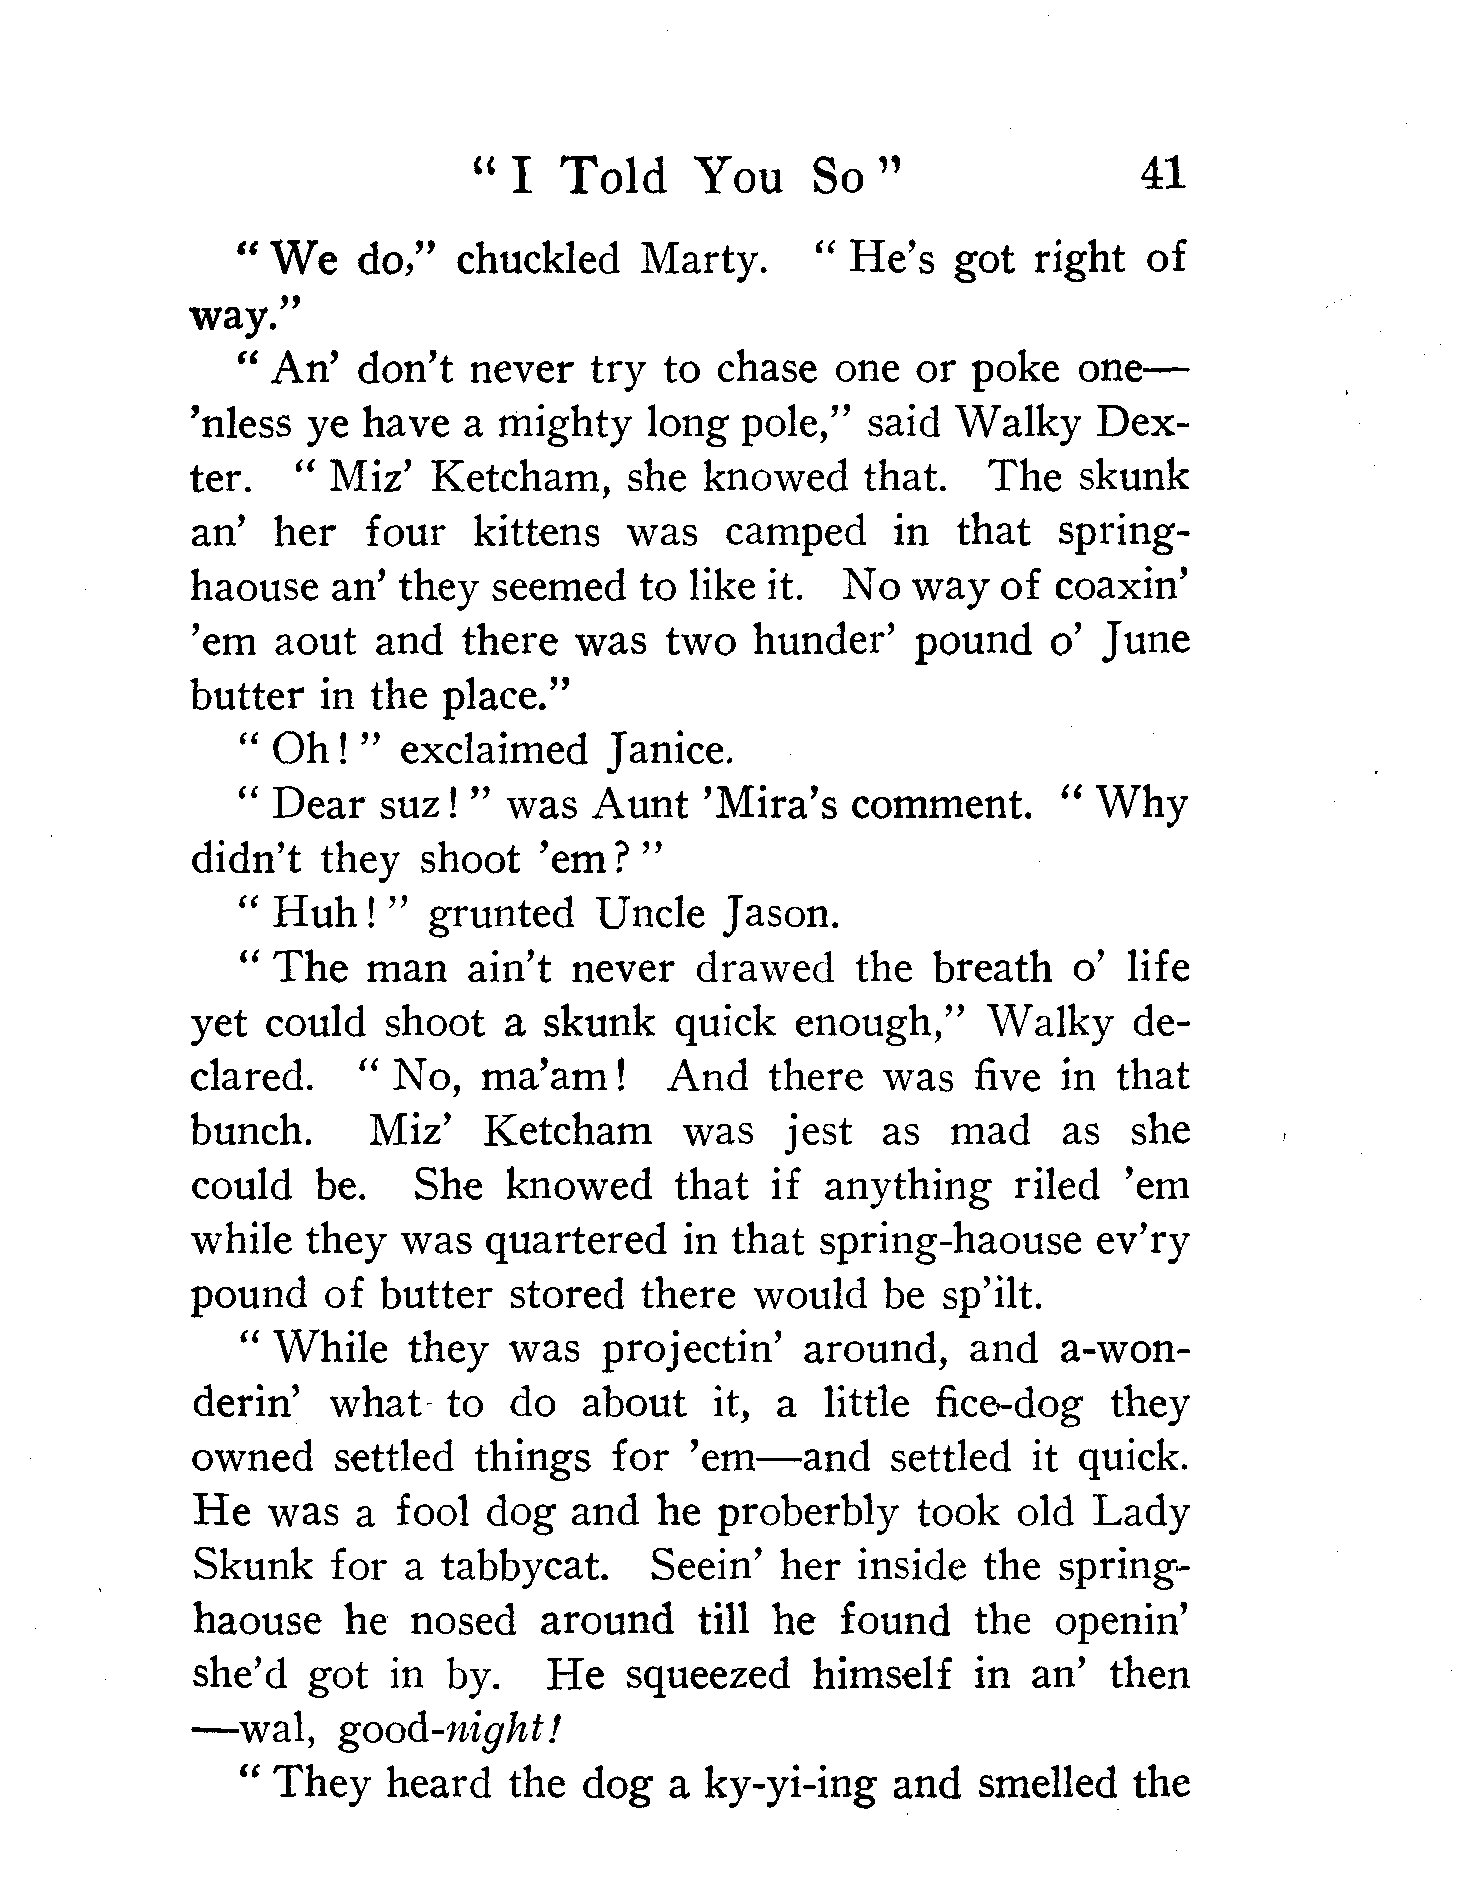 “ I Told You So ” 41
“ We do,” chuckled Marty. “ He’s got right of
way.”
“ An’ don’t never try to chase one or poke one—
’nless ye have a mighty long pole,” said Walky Dex-
ter. “ Miz’ Ketcham, she knowed that. The skunk
an’ her four kittens was camped in that spring-
haouse an’ they seemed to like it. No way of coaxin’
’em aout and there was two hunder’ pound o’ June
butter in the place.”
“ Oh! ” exclaimed Janice.
“ Dear suz! ” was Aunt ’Mira’s comment. “ Why
didn’t they shoot ’em? ”
“ Huh! ” grunted Uncle Jason.
“ The man ain’t never drawed the breath o’ life
yet could shoot a skunk quick enough,” Walky de-
clared. “ No, ma’am! And there was five in that
bunch. Miz’ Ketcham was jest as mad as she
could be. She knowed that if anything riled ’em
while they was quartered in that spring-haouse ev’ry
pound of butter stored there would be sp’ilt.
“ While they was projectin’ around, and a-won-
derin’ what to do about it, a little fice-dog they
owned settled things for ’em—and settled it quick.
He was a fool dog and he proberbly took old Lady
Skunk for a tabbycat. Seein’ her inside the spring-
haouse he nosed around till he found the openin’
she’d got in by. He squeezed himself in an’ then
—wal, good-night!
“ They heard the dog a ky-yi-ing and smelled the